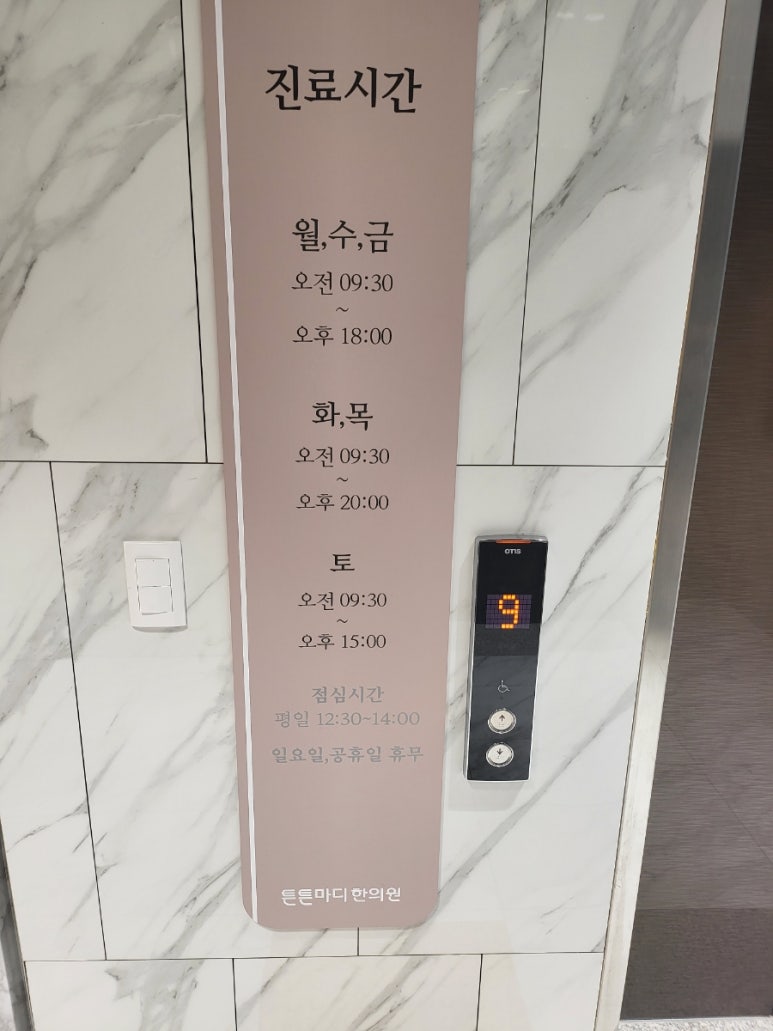 진료시간
월,수,금
오전 09:30
~
오후 18:00
화,목
오전 09:30
~
오후 20:00
토
오전 09:30
~
오후 15:00
점심시간
평일 12:30~14:00
일요일,공휴일 휴무
튼튼마디한의원
OTIS
9